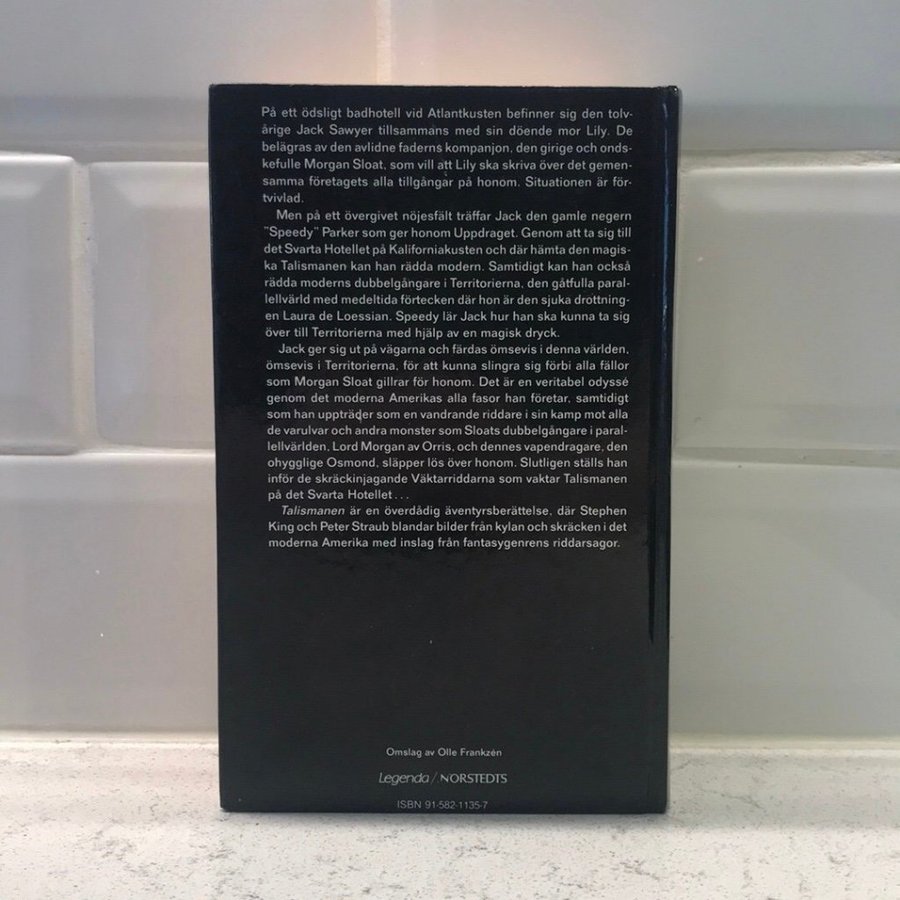 På ett ödsligt badhotell vid Atlantkusten befinner sig den tolv-
årige Jack Sawyer tillsammans med sin döende mor Lily. De
belägras av den avlidne faderns kompanjon, den girige och onds-
kefulle Morgan Sloat, som vill att Lily ska skriva över det gemen-
samma företagets alla tillgångar på honom. Situationen är för-
tvivlad.
Men på ett övergivet nöjesfält träffar Jack den gamle negern
"Speedy" Parker som ger honom Uppdraget. Genom att ta sig till
det Svarta Hotellet på Kaliforniakusten och där hämta den magis-
ka Talismanen kan han rädda modern. Samtidigt kan han också
rädda moderns dubbelgångare i Territorierna, den gåtfulla paral-
lellvärld med medeltida förtecken där hon är den sjuka drottning-
en Laura de Loessian. Speedy lär Jack hur han ska kunna ta sig
över till Territorierna med hjälp av en magisk dryck.
Jack ger sig ut på vägarna och färdas ömsevis i denna världen,
ömsevis i Territorierna, för att kunna slingra sig förbi alla fällor
som Morgan Sloat gillrar för honom. Det är en veritabel odyssé
genom det moderna Amerikas alla fasor han företar, samtidigt
som han uppträder som en vandrande riddare i sin kamp mot alla
de varulvar och andra monster som Sloats dubbelgångare i paral-
lellvärlden, Lord Morgan av Orris, och dennes vapendragare, den
ohygglige Osmond, släpper lös över honom. Slutligen ställs han
inför de skräckinjagande Väktarriddarna som vaktar Talismanen
på det Svarta Hotellet...
Talismanen är en överdådig äventyrsberättelse, där Stephen
King och Peter Straub blandar bilder från kylan och skräcken i det
moderna Amerika med inslag från fantasygenrens riddarsagor.
Omslag av Olle Frankzén
Legenda/NORSTEDTS
ISBN 91-582-1135-7